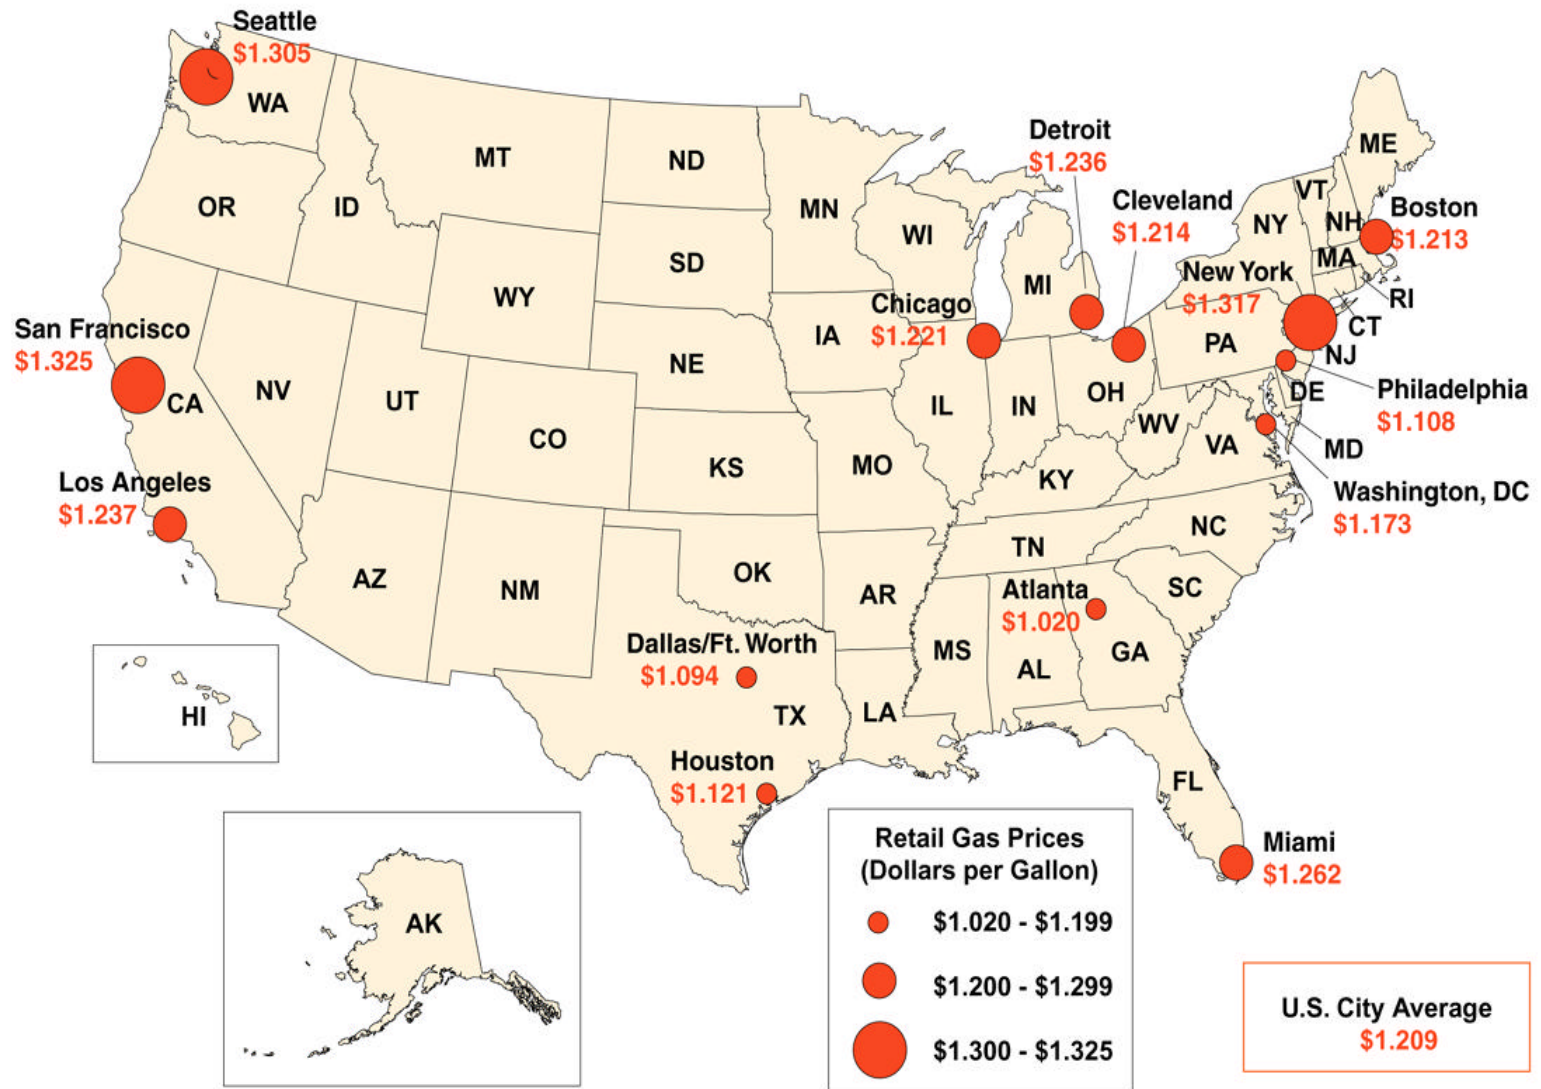 Seattle
$1.305
WA
MT
ND
OR
ID
MN
WI
SD
WY
Detroit
$1.236
Cleveland
$1.214
ME
VT
NH
NY
Boston
$1.213
MA
RI
CT
New York
$1.317
NJ
MI
Chicago
$1.221
IA
PA
San Francisco
$1.325
CA
NV
UT
NE
CO
IL
IN
OH
DE
Philadelphia
$1.108
WV
VA
MD
Los Angeles
$1.237
KS
MO
KY
Washington, DC
$1.173
AZ
NM
OK
AR
TN
NC
SC
Atlanta
$1.020
GA
MS
AL
Dallas/Ft. Worth
$1.094
TX
LA
HI
Houston
$1.121
FL
Miami
$1.262
AK
Retail Gas Prices
(Dollars per Gallon)
$1.020 - $1.199
$1.200 - $1.299
$1.300 - $1.325
U.S. City Average
$1.209